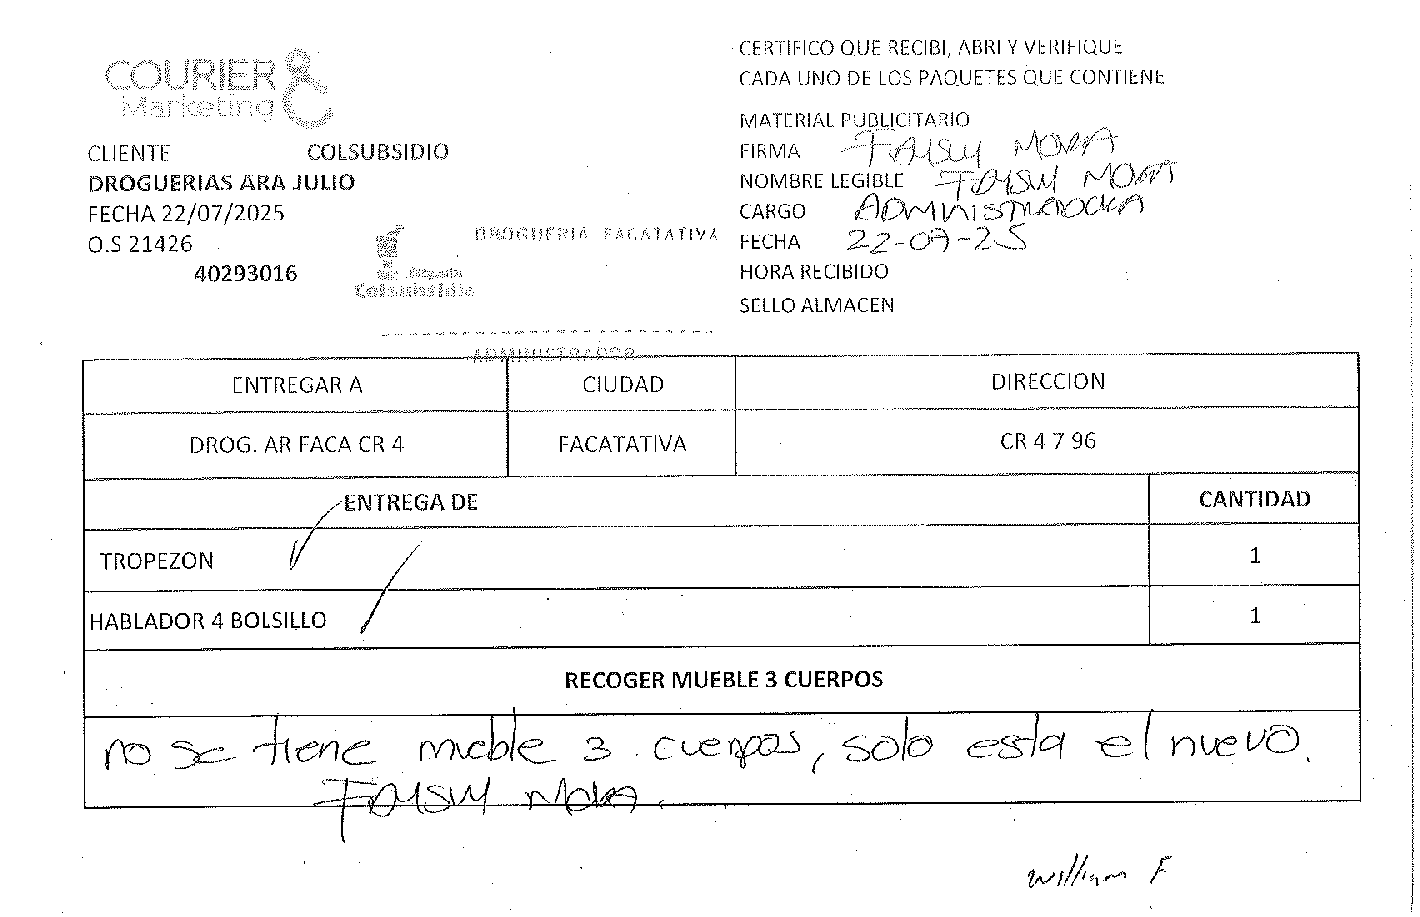 COURIER
Marketing
CLIENTE COLSUBSIDIO
DROGUERIAS ARA JULIO
FECHA 22/07/2025
O.S 21426
40293016
DROGUERIA FACATATIVA
Colsubsidio
ADMINISTRADOR
CERTIFICO QUE RECIBI, ABRI Y VERIFIQUE
CADA UNO DE LOS PAQUETES QUE CONTIENE
MATERIAL PUBLICITARIO
FIRMA MORA
NOMBRE LEGIBLE MORA
CARGO ADMINISTRADORA
FECHA 22-07-25
HORA RECIBIDO
SELLO ALMACEN
ENTREGAR A CIUDAD DIRECCION
DROG. AR FACA CR 4 FACATATIVA CR 4 7 96
ENTREGA DE CANTIDAD
TROPEZON 1
HABLADOR 4 BOLSILLO 1
RECOGER MUEBLE 3 CUERPOS
no se tiene mueble 3 cuerpos, solo esta el nuevo.
MORA.
William F